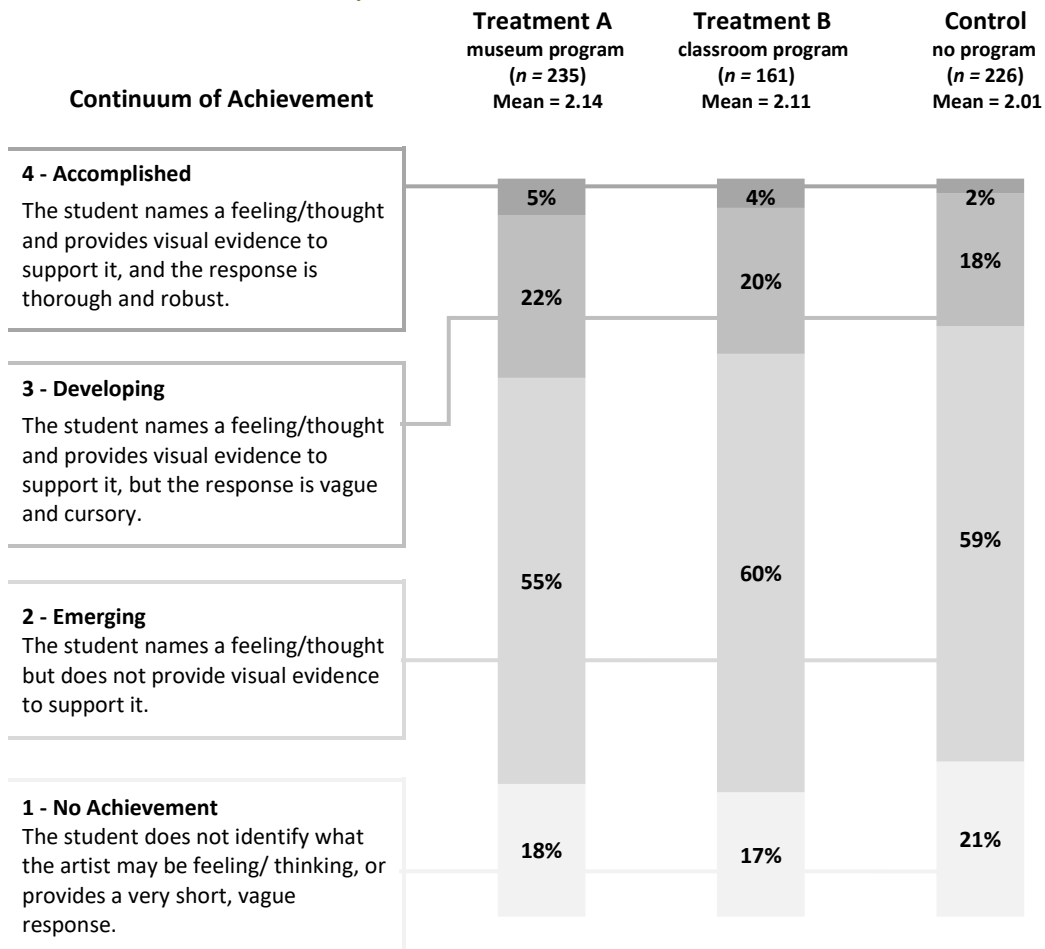 Treatment A
museum program
(n = 235)
Mean = 2.14
Treatment B
classroom program
(n = 161)
Mean = 2.11
Control
no program
(n = 226)
Mean = 2.01
Continuum of Achievement
4 - Accomplished
The student names a feeling/thought
and provides visual evidence to
support it, and the response is
thorough and robust.
5%
4%
2%
22%
20%
18%
3 - Developing
The student names a feeling/thought
and provides visual evidence to
support it, but the response is vague
and cursory.
55%
60%
59%
2 - Emerging
The student names a feeling/thought
but does not provide visual evidence
to support it.
1 - No Achievement
The student does not identify what
the artist may be feeling/ thinking, or
provides a very short, vague
response.
18%
17%
21%